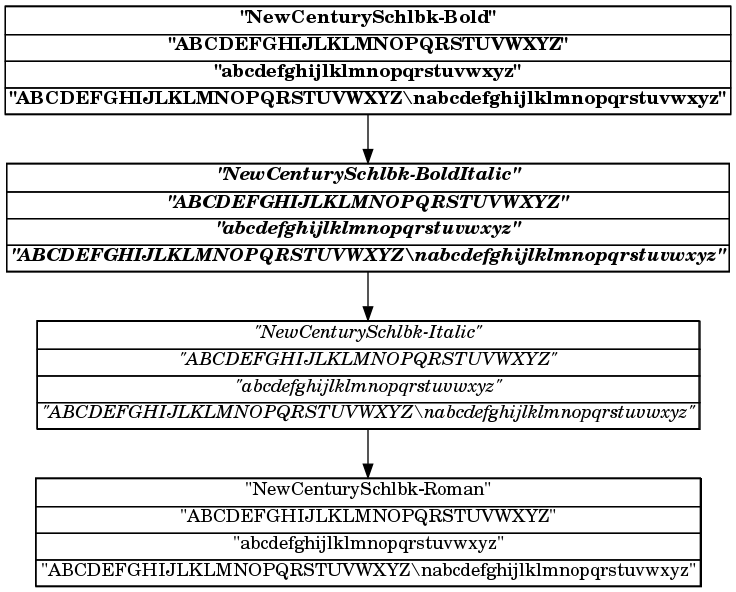 "NewCenturySchlbk-Bold"
"ABCDEFGHIJLKLMNOPQRSTUVWXYZ"
"abcdefghijlklmnopqrstuvwxyz"
"ABCDEFGHIJLKLMNOPQRSTUVWXYZ\nabcdefghijlklmnopqrstuvwxyz"
"NewCenturySchlbk-BoldItalic"
"ABCDEFGHIJLKLMNOPQRSTUVWXYZ"
"abcdefghijlklmnopqrstuvwxyz"
"ABCDEFGHIJLKLMNOPQRSTUVWXYZ\nabcdefghijlklmnopqrstuvwxyz"
"NewCenturySchlbk-Italic"
"ABCDEFGHIJLKLMNOPQRSTUVWXYZ"
"abcdefghijlklmnopqrstuvwxyz"
"ABCDEFGHIJLKLMNOPQRSTUVWXYZ\nabcdefghijlklmnopqrstuvwxyz"
"NewCenturySchlbk-Roman"
"ABCDEFGHIJLKLMNOPQRSTUVWXYZ"
"abcdefghijlklmnopqrstuvwxyz"
"ABCDEFGHIJLKLMNOPQRSTUVWXYZ\nabcdefghijlklmnopqrstuvwxyz"